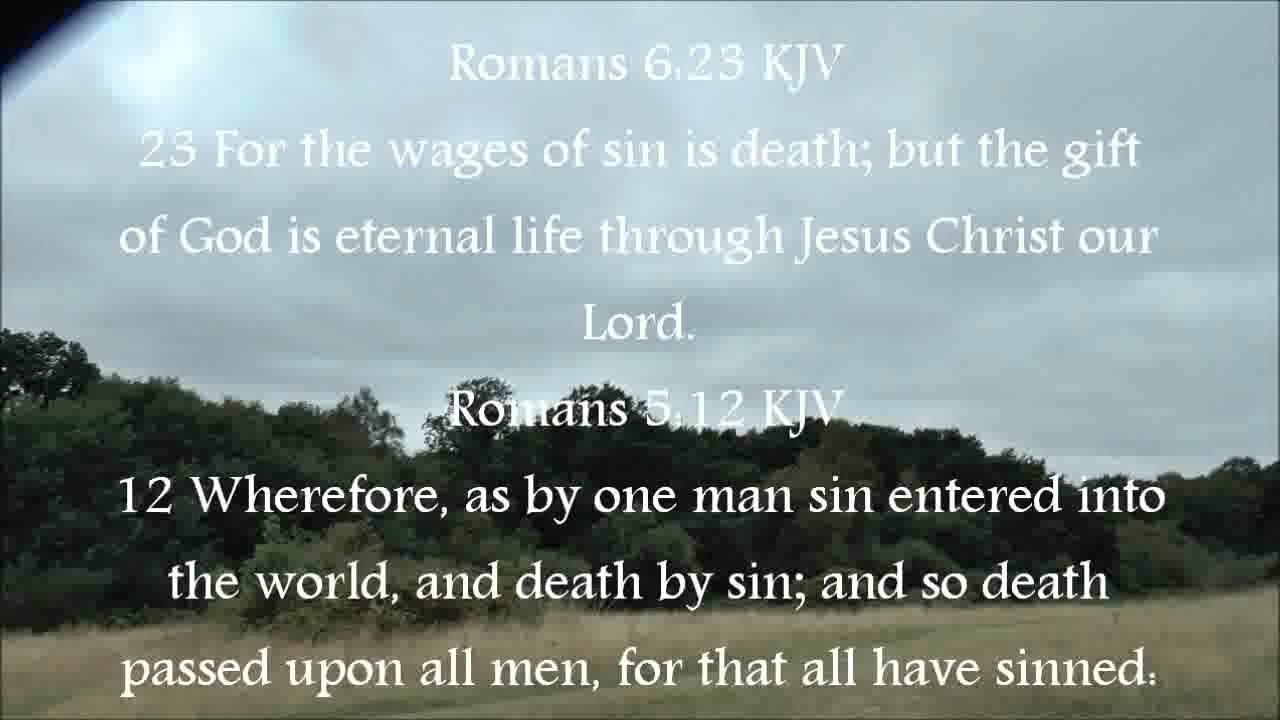 Romans 6:23 KJV
23 For the wages of sin is death; but the gift
of God is eternal life through Jesus Christ our
Lord.
Romans 5:12 KJV
12 Wherefore, as by one man sin entered into
the world, and death by sin; and so death
passed upon all men, for that all have sinned: